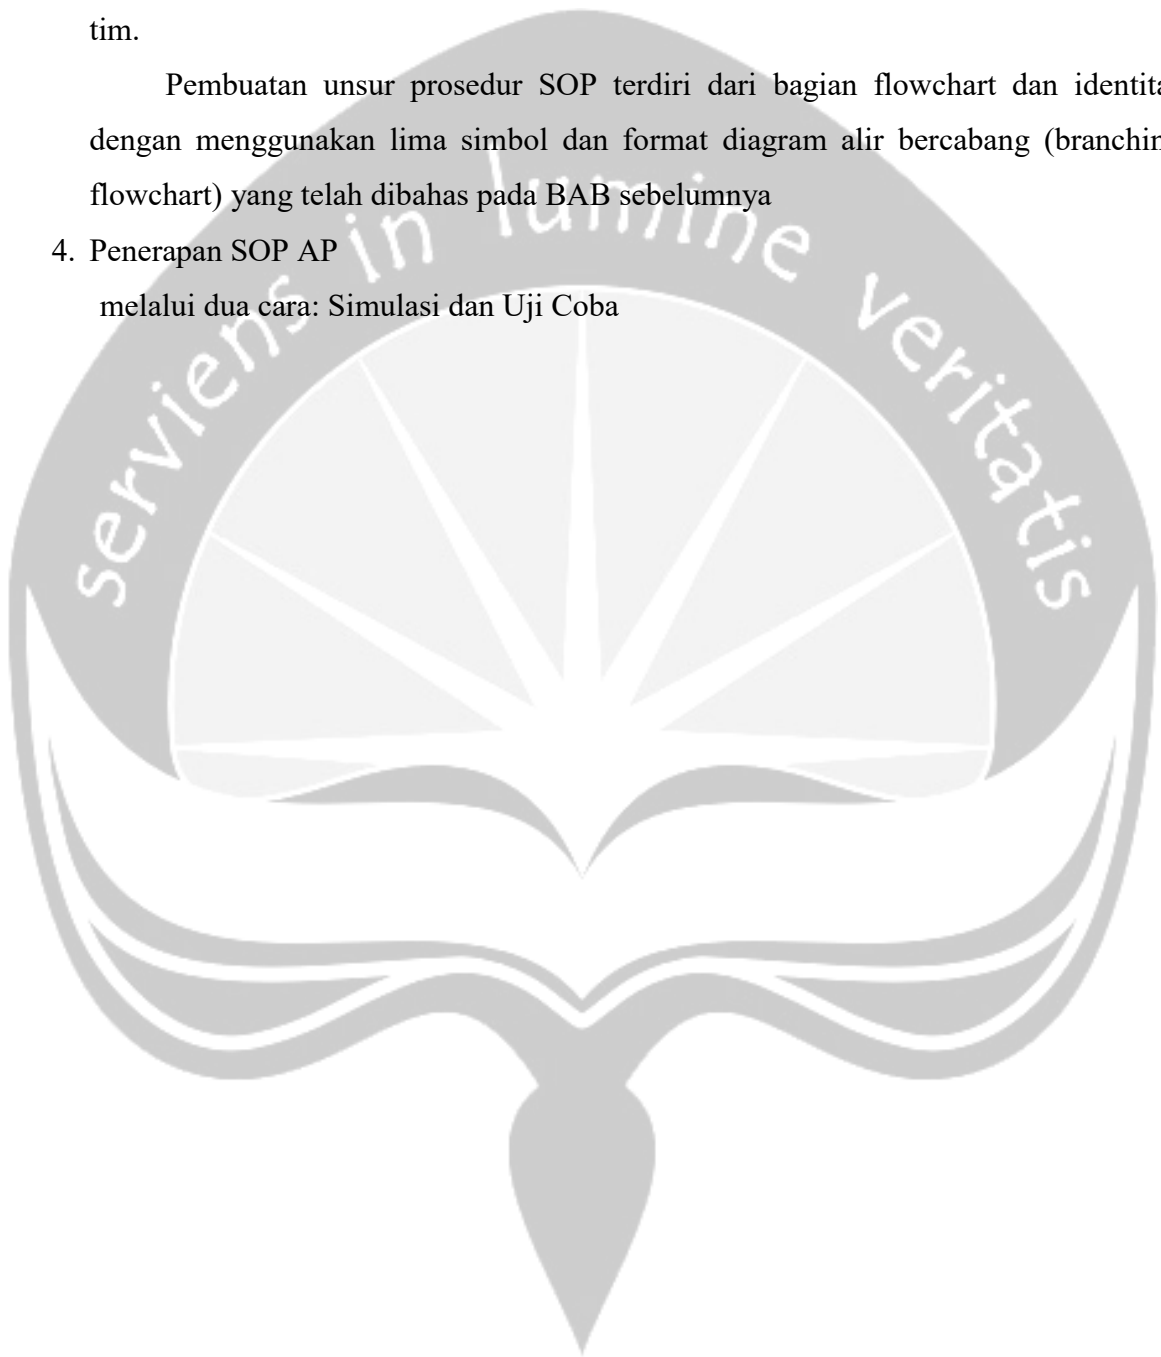 tim.
Pembuatan unsur prosedur SOP terdiri dari bagian flowchart dan identita
dengan menggunakan lima simbol dan format diagram alir bercabang (branchin
flowchart) yang telah dibahas pada BAB sebelumnya
4. Penerapan SOP AP
melalui dua cara: Simulasi dan Uji Coba
serviens in lumine veritatis